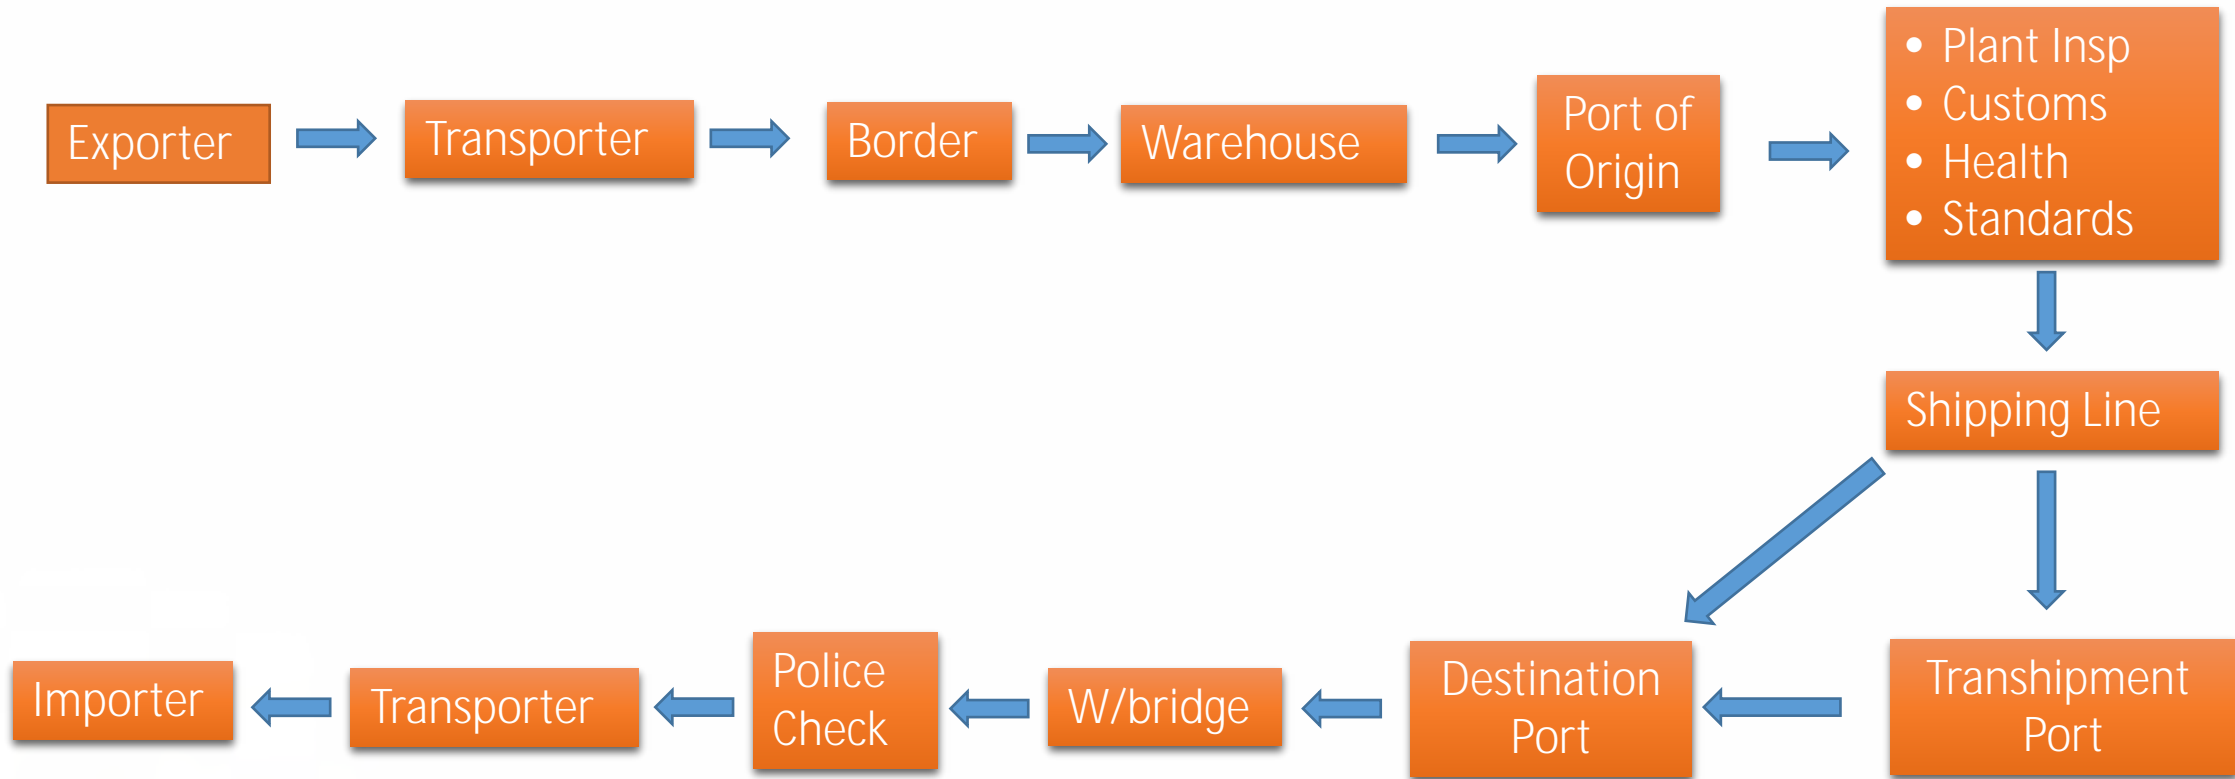 Exporter
Transporter
Border
Warehouse
Port of
Origin
• Plant Insp
• Customs
• Health
• Standards
Shipping Line
Importer
Transporter
Police
Check
W/bridge
Destination
Port
Transhipment
Port